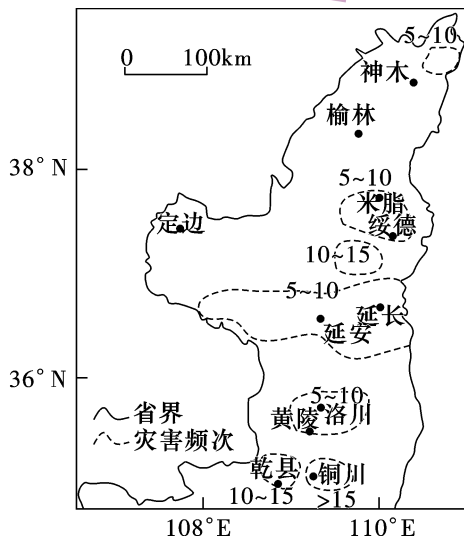 5~10
0 100km
神木
榆林
38°N
5~10
米脂
绥德
定边
10~15
5~10
延长
延安
36°N
5~10
省界
黄陵
洛川
灾害频次
乾县
铜川
10~15
>15
108°E
110°E